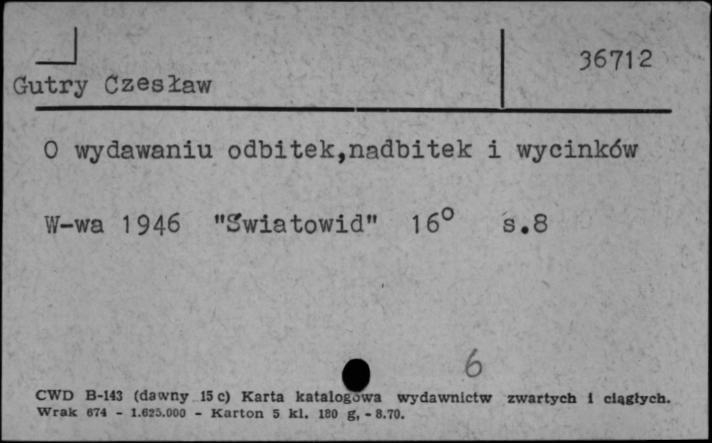 36712
Gutry Czesław
O wydawaniu odbitek,nadbitek i wycinków
W-wa 1946 "Światowid" 16° s.8
6
CWD B-143 (dawny 15 c) Karta katalogowa wydawnictw zwartych i ciągłych.
Wrak 674 - 1.625.000 - Karton 5 kl. 180 g, - 8.70.